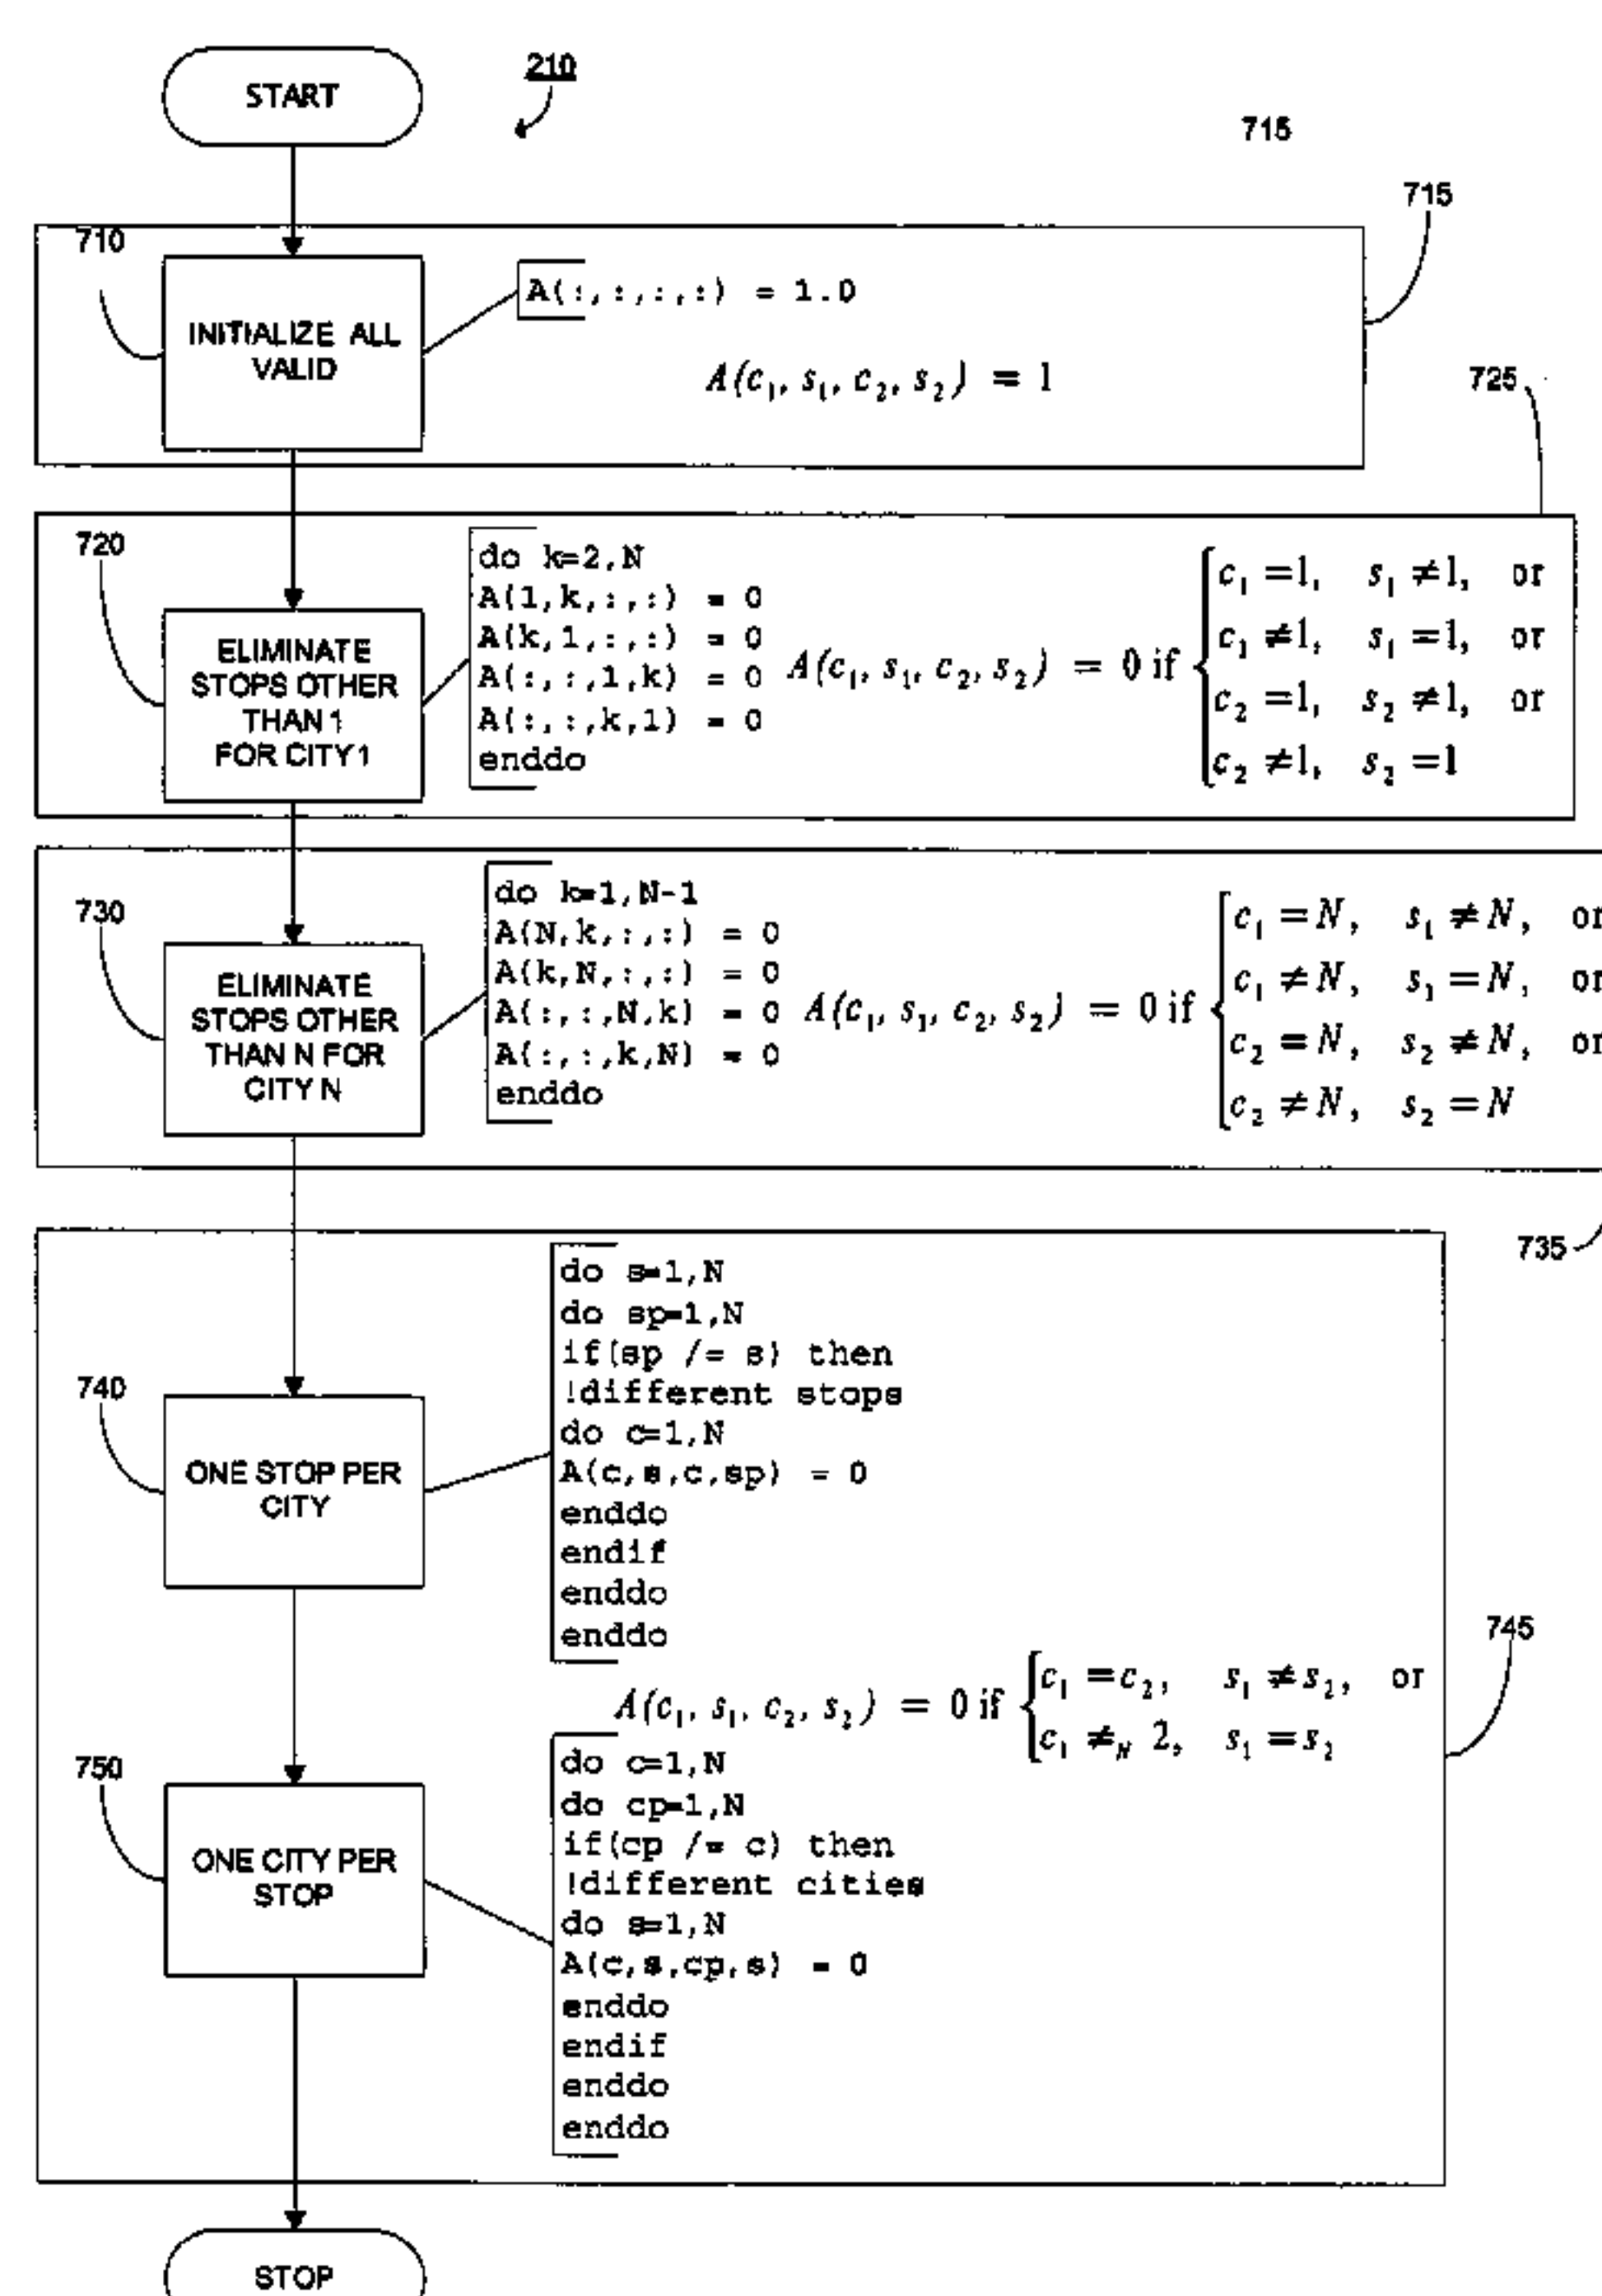 START
210
715
715
710
INITIALIZE ALL
VALID
A(:,:,:,:) = 1.0
A(c₁, s₁, c₂, s₂) = 1
725
720
ELIMINATE
STOPS OTHER
THAN 1
FOR CITY 1
do k=2,N
A(1,k,:,:) = 0
A(k,1,:,:) = 0
A(:,:,1,k) = 0
A(:,:,k,1) = 0
enddo
A(c₁, s₁, c₂, s₂) = 0 if
c₁ =1, s₁ ≠1, or
c₁ ≠1, s₁ =1, or
c₂ =1, s₂ ≠1, or
c₂ ≠1, s₂ =1
730
ELIMINATE
STOPS OTHER
THAN N FOR
CITY N
do k=1,N-1
A(N,k,:,:) = 0
A(k,N,:,:) = 0
A(:,:,N,k) = 0
A(:,:,k,N) = 0
enddo
A(c₁, s₁, c₂, s₂) = 0 if
c₁ = N, s₁ ≠ N, or
c₁ ≠ N, s₁ = N, or
c₂ = N, s₂ ≠ N, or
c₂ ≠ N, s₂ = N
735
740
ONE STOP PER
CITY
do s=1,N
do sp=1,N
if(sp /= s) then
!different stops
do c=1,N
A(c,s,c,sp) = 0
enddo
endif
enddo
enddo
745
A(c₁, s₁, c₂, s₂) = 0 if
c₁ = c₂, s₁ ≠ s₂, or
c₁ ≠_N 2, s₁ = s₂
750
ONE CITY PER
STOP
do c=1,N
do cp=1,N
if(cp /= c) then
!different cities
do s=1,N
A(c,s,cp,s) = 0
enddo
endif
enddo
enddo
STOP